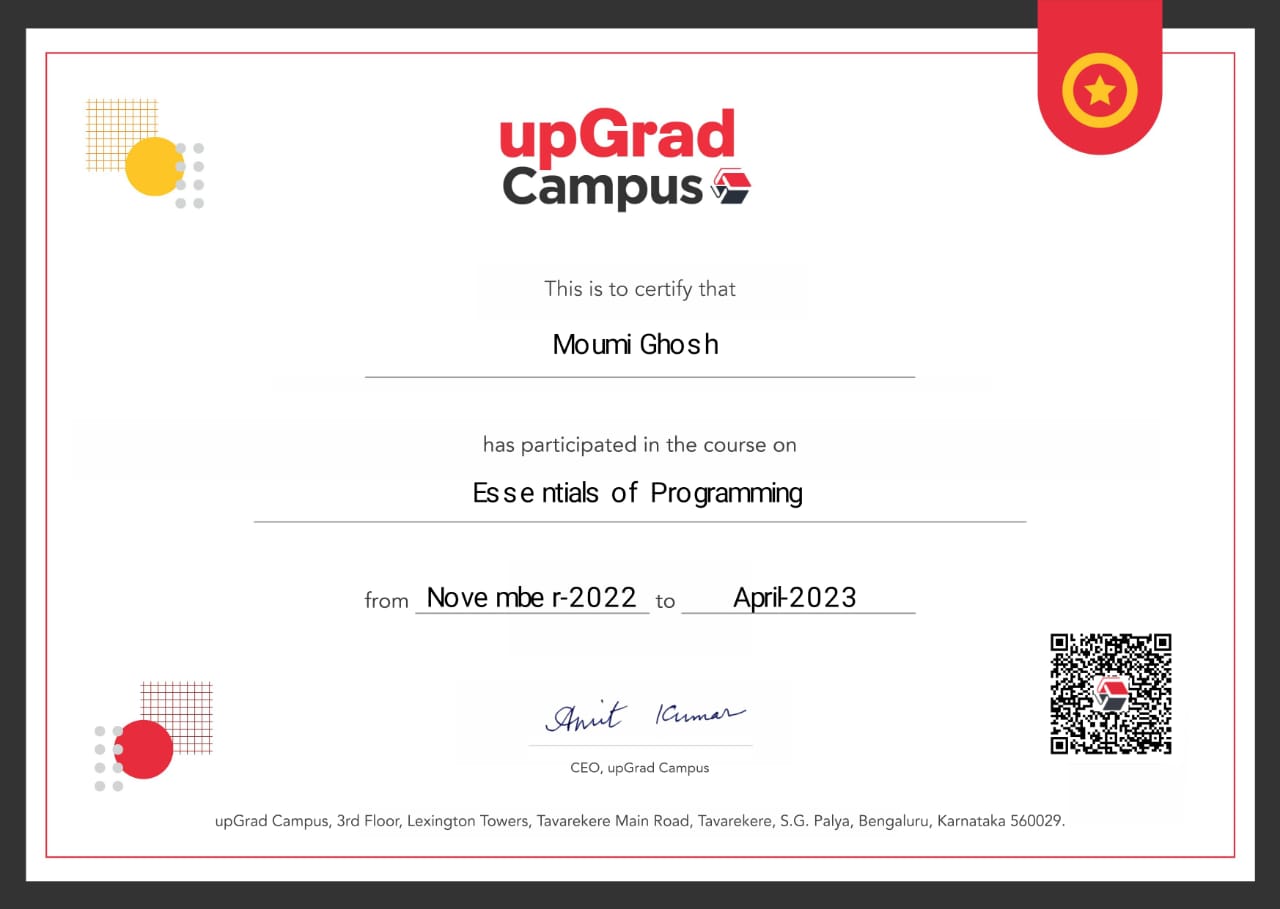 upGrad
Campus
This is to certify that
Moumi Ghosh
has participated in the course on
Essentials of Programming
from November-2022 to April-2023
Amit Kumar
CEO, upGrad Campus
upGrad Campus, 3rd Floor, Lexington Towers, Tavarekere Main Road, Tavarekere, S.G. Palya, Bengaluru, Karnataka 560029.